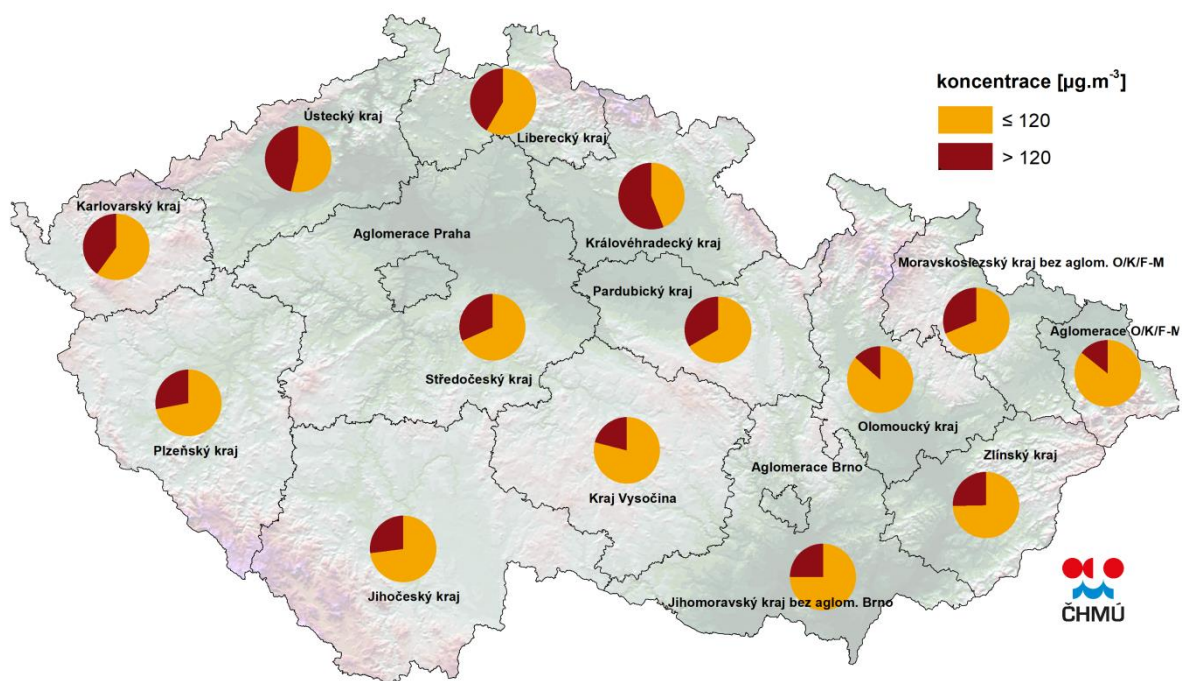 koncentrace [µg.m⁻³]
≤ 120
> 120
Ústecký kraj
Liberecký kraj
Karlovarský kraj
Aglomerace Praha
Královéhradecký kraj
Moravskoslezský kraj bez aglom. O/K/F-M
Pardubický kraj
Aglomerace O/K/F-M
Středočeský kraj
Olomoucký kraj
Plzeňský kraj
Zlínský kraj
Aglomerace Brno
Kraj Vysočina
Jihočeský kraj
Jihomoravský kraj bez aglom. Brno
ČHMÚ